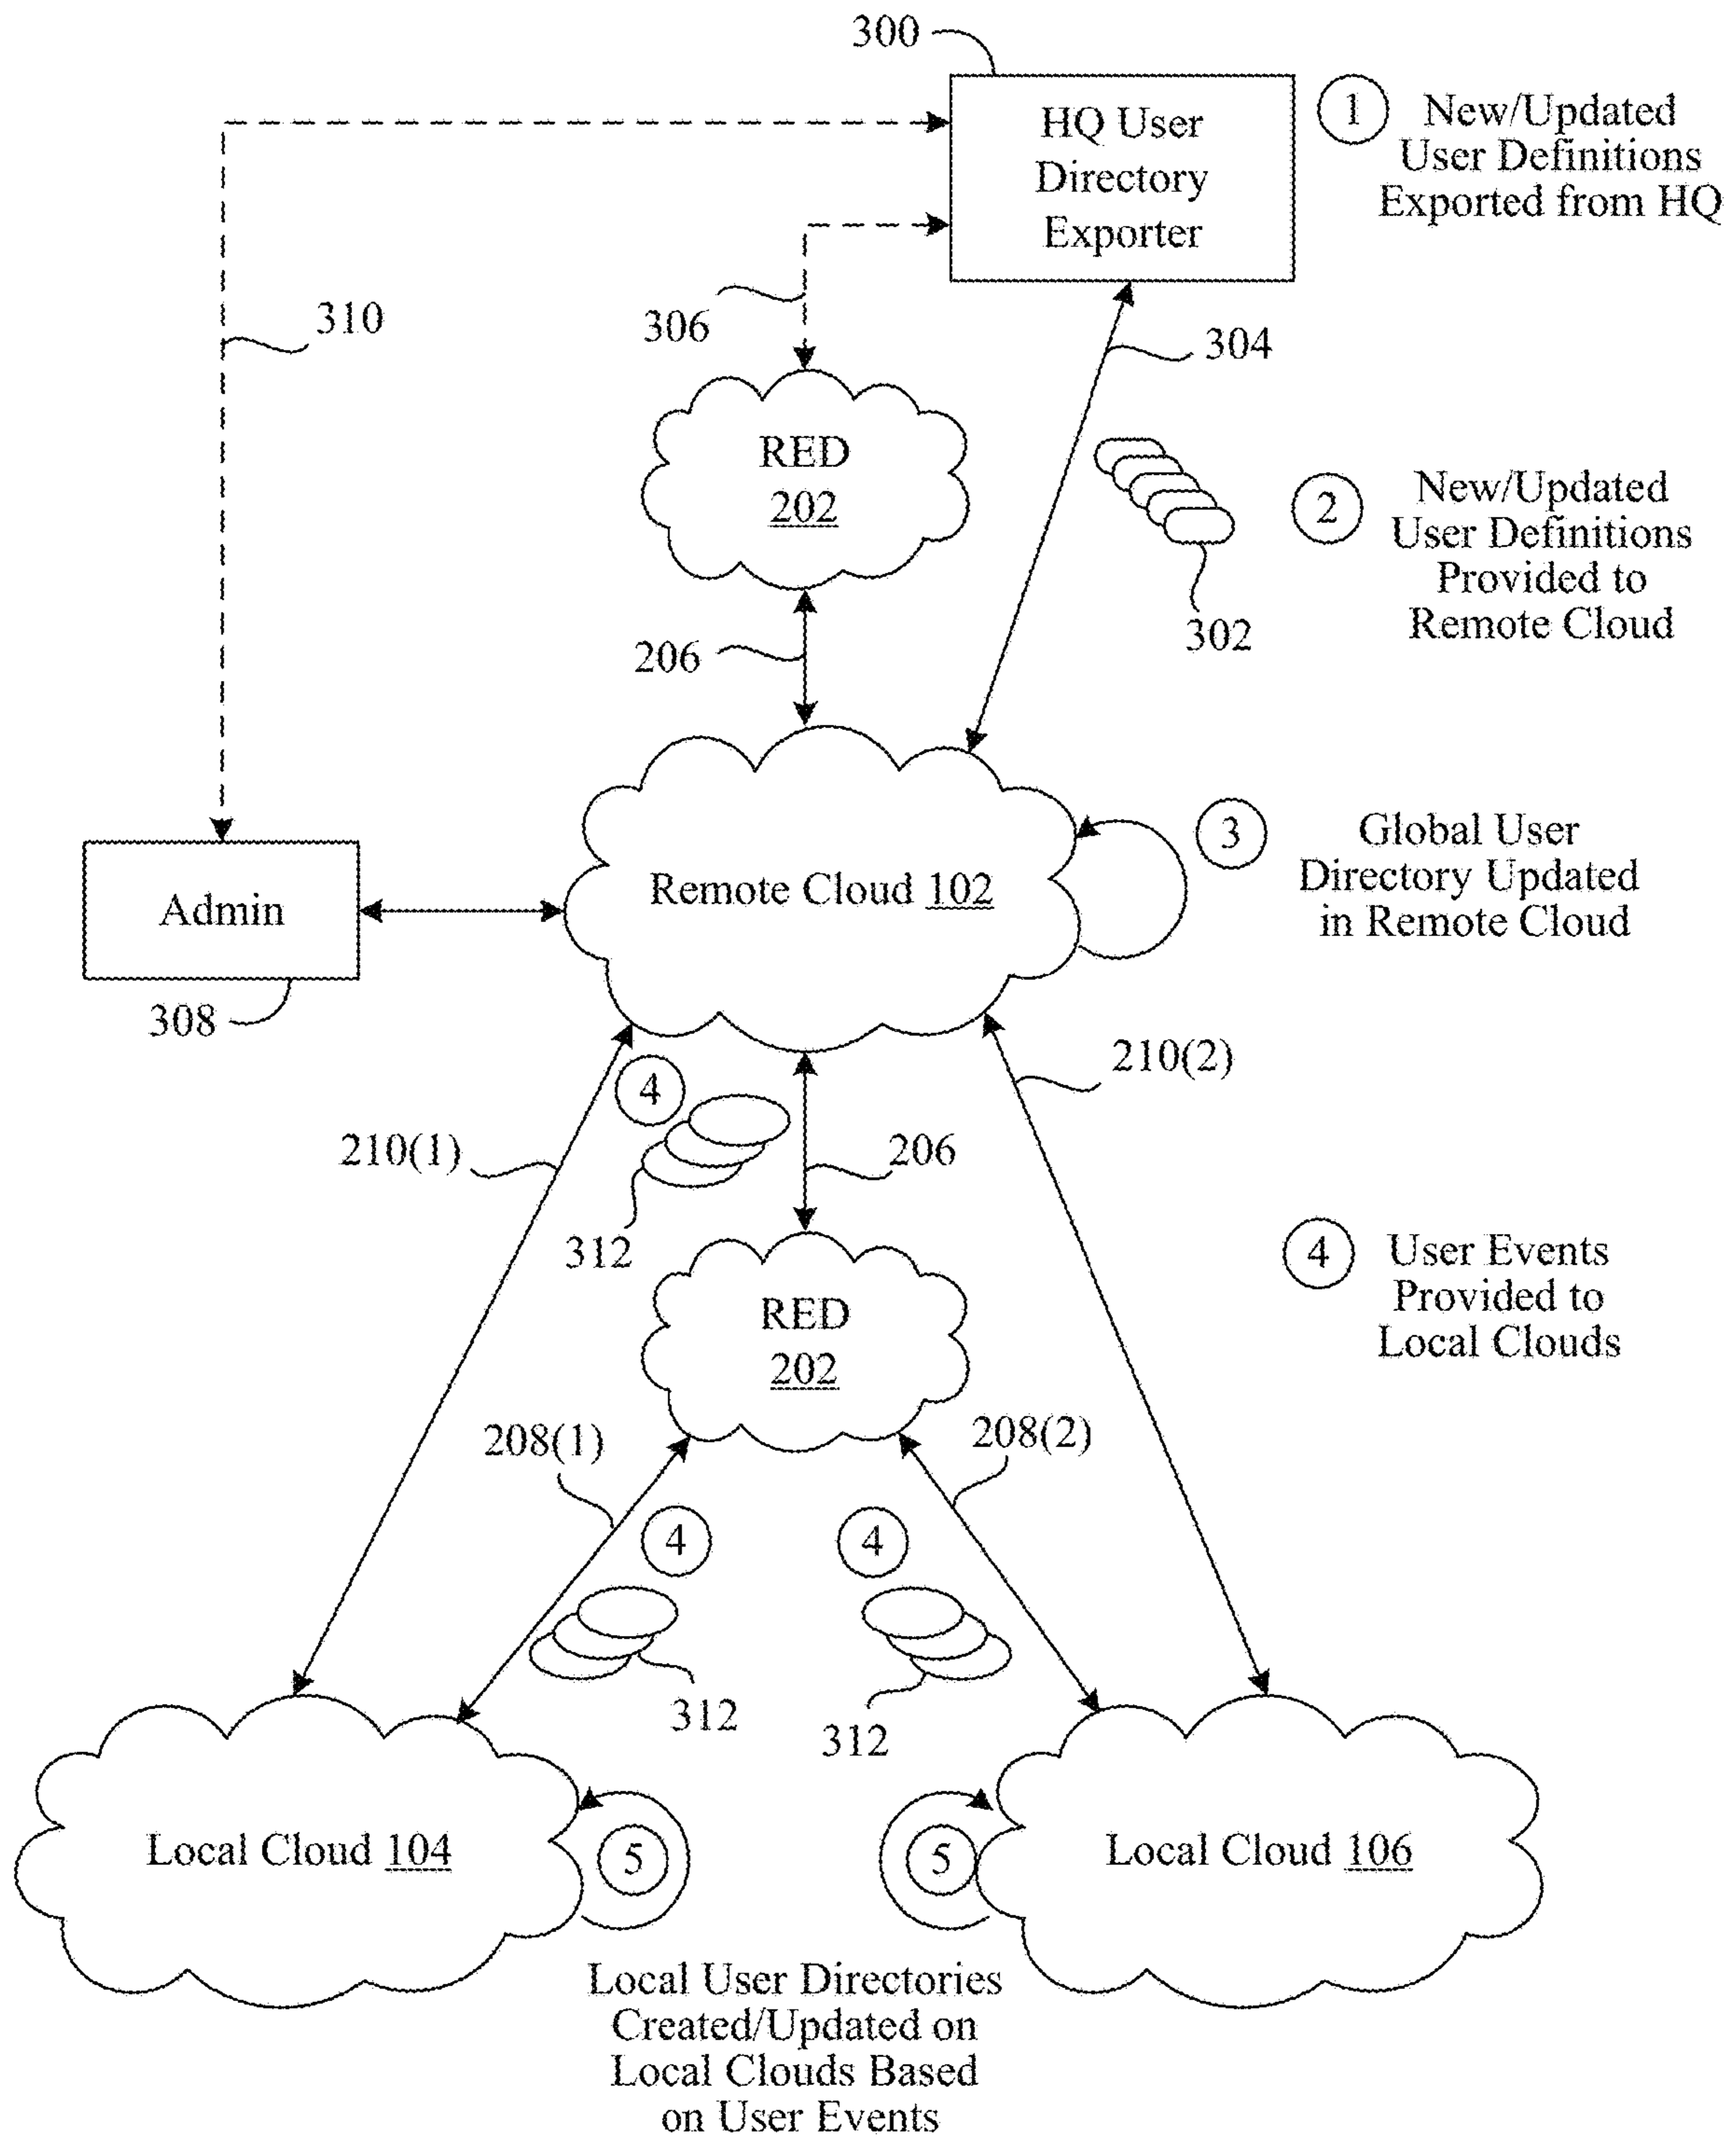 300
HQ User
Directory
Exporter
1
New/Updated
User Definitions
Exported from HQ
310
306
304
RED
202
2
New/Updated
User Definitions
Provided to
Remote Cloud
302
206
3
Global User
Directory Updated
in Remote Cloud
Remote Cloud 102
Admin
308
4
210(2)
210(1)
206
312
4
User Events
Provided to
Local Clouds
RED
202
208(1)
208(2)
4
4
312
312
Local Cloud 104
5
5
Local Cloud 106
Local User Directories
Created/Updated on
Local Clouds Based
on User Events